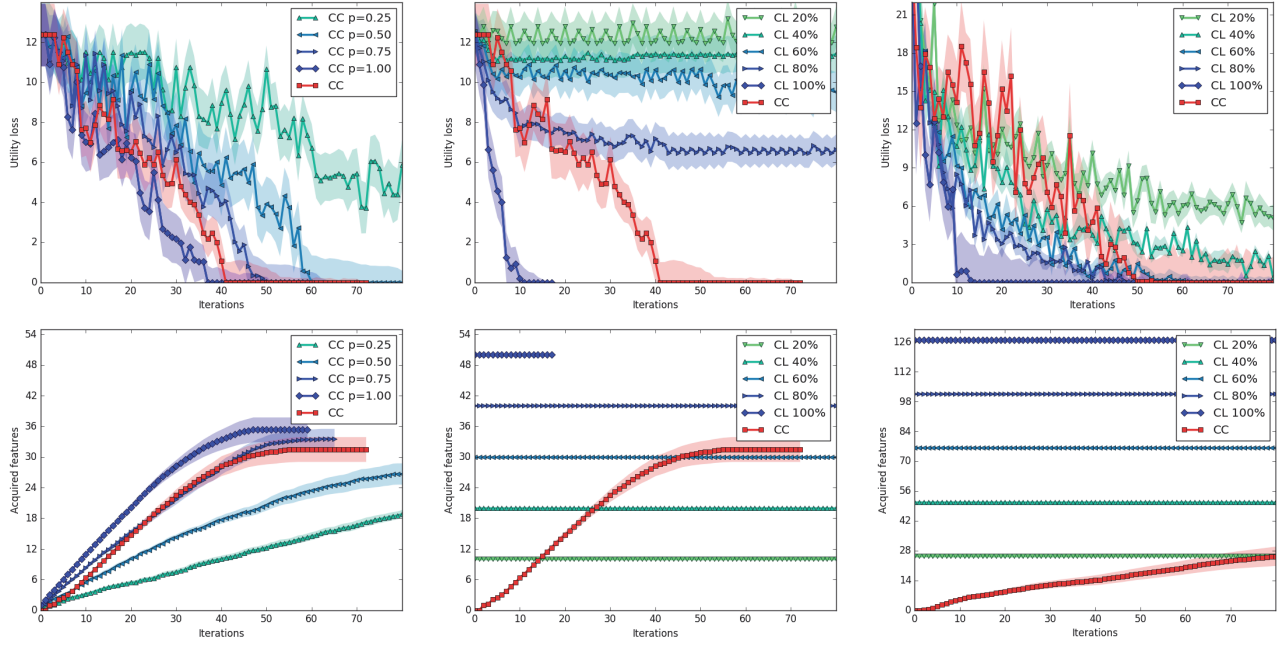 CC p=0.25
CC p=0.50
CC p=0.75
CC p=1.00
CC
Utility loss
0 2 4 6 8 10 12
0 10 20 30 40 50 60 70
Iterations
CL 20%
CL 40%
CL 60%
CL 80%
CL 100%
CC
Utility loss
0 2 4 6 8 10 12
0 10 20 30 40 50 60 70
Iterations
CL 20%
CL 40%
CL 60%
CL 80%
CL 100%
CC
Utility loss
0 3 6 9 12 15 18 21
0 10 20 30 40 50 60 70
Iterations
CC p=0.25
CC p=0.50
CC p=0.75
CC p=1.00
CC
Acquired features
0 6 12 18 24 30 36 42 48 54
0 10 20 30 40 50 60 70
Iterations
CL 20%
CL 40%
CL 60%
CL 80%
CL 100%
CC
Acquired features
0 6 12 18 24 30 36 42 48 54
0 10 20 30 40 50 60 70
Iterations
CL 20%
CL 40%
CL 60%
CL 80%
CL 100%
CC
Acquired features
0 14 28 42 56 70 84 98 112 126
0 10 20 30 40 50 60 70
Iterations